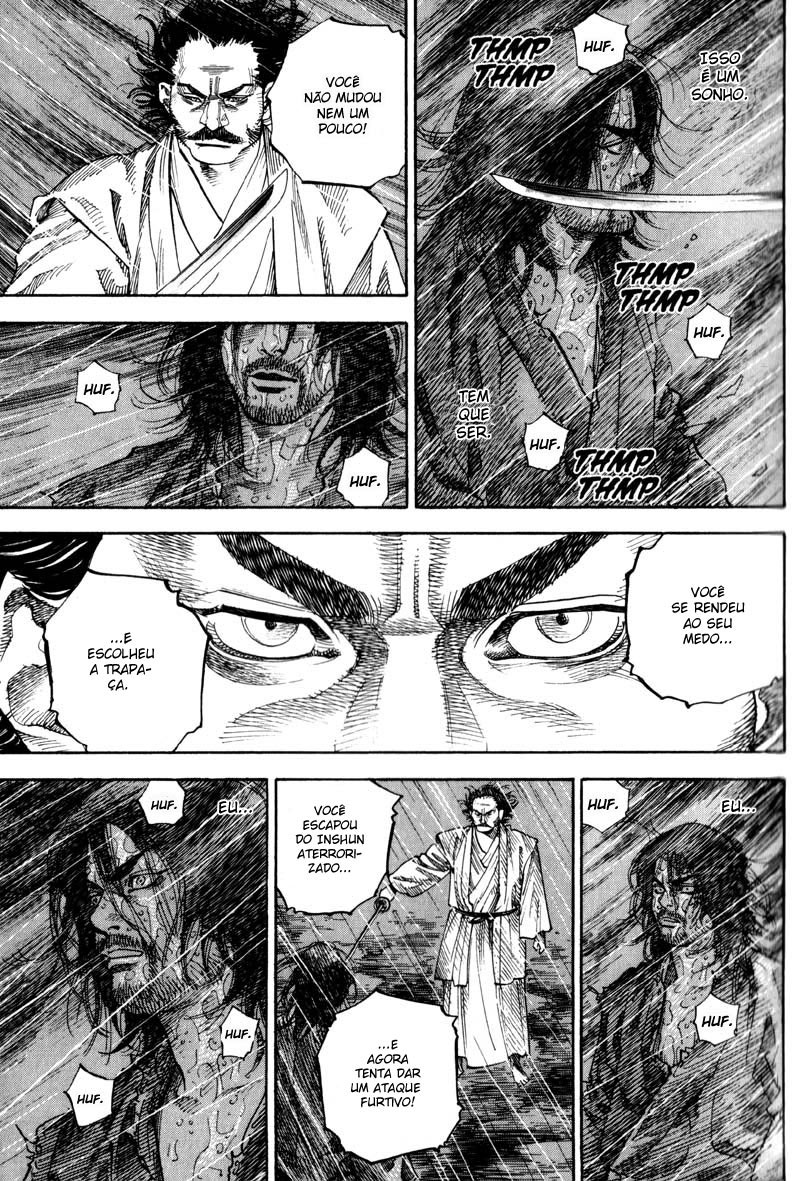 THMP
THMP
HUF.
ISSO
É UM
SONHO.
HUF.
THMP
THMP
HUF.
TEM
QUE
SER.
HUF.
THMP
THMP
VOCÊ
NÃO MUDOU
NEM UM
POUCO!
HUF.
HUF.
VOCÊ
SE RENDEU
AO SEU
MEDO...
...E
ESCOLHEU
A TRAPA-
ÇA.
HUF.
EU...
HUF.
VOCÊ
ESCAPOU
DO INSHUN
ATERRORI-
ZADO...
...E
AGORA
TENTA DAR
UM ATAQUE
FURTIVO!
HUF.
EU...
HUF.
HUF.